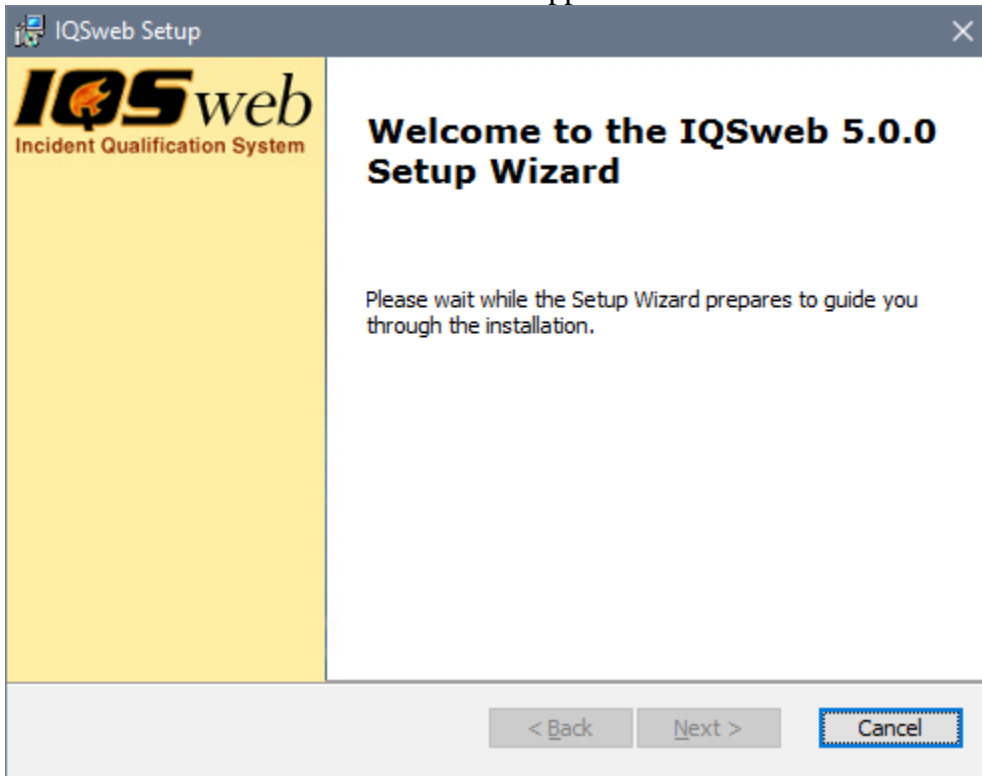 IQSweb Setup
IQSweb
Incident Qualification System
Welcome to the IQSweb 5.0.0
Setup Wizard
Please wait while the Setup Wizard prepares to guide you
through the installation.
< Back
Next >
Cancel